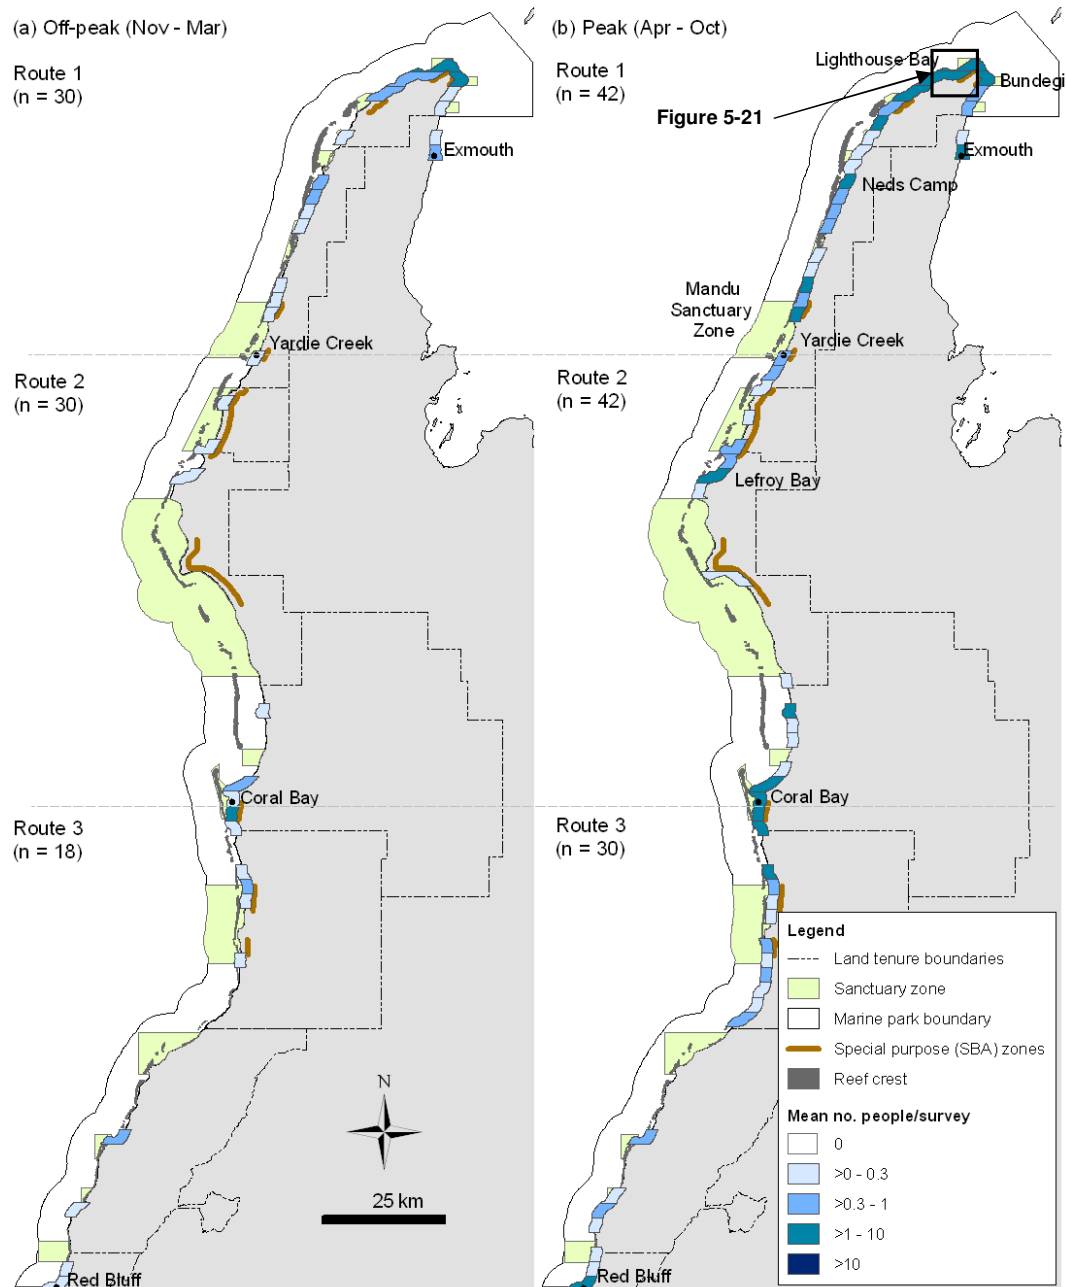 (a) Off-peak (Nov - Mar)
Route 1
(n = 30)
Exmouth
Yardie Creek
Route 2
(n = 30)
Coral Bay
Route 3
(n = 18)
N
25 km
Red Bluff
(b) Peak (Apr - Oct)
Lighthouse Bay
Route 1
(n = 42)
Bundegi
Figure 5-21
Exmouth
Neds Camp
Mandu
Sanctuary
Zone
Yardie Creek
Route 2
(n = 42)
Lefroy Bay
Coral Bay
Route 3
(n = 30)
Red Bluff
Legend
Land tenure boundaries
Sanctuary zone
Marine park boundary
Special purpose (SBA) zones
Reef crest
Mean no. people/survey
0
>0 - 0.3
>0.3 - 1
>1 - 10
>10